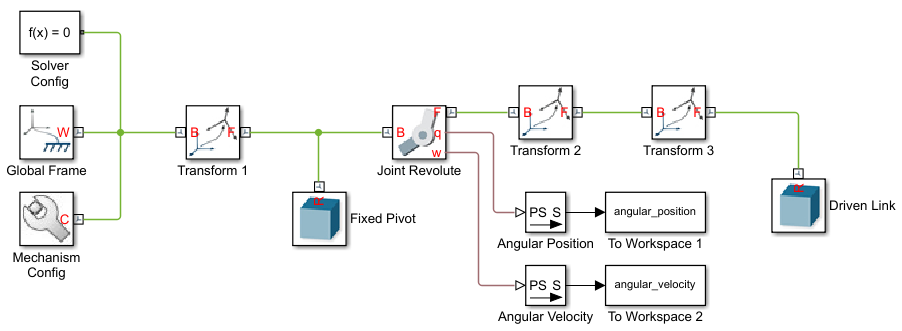 f(x) = 0
Solver
Config
W
Global Frame
C
Mechanism
Config
B
F
Transform 1
R
Fixed Pivot
B
F
q
w
Joint Revolute
B
F
Transform 2
B
F
Transform 3
R
Driven Link
PS S
Angular Position
angular_position
To Workspace 1
PS S
Angular Velocity
angular_velocity
To Workspace 2